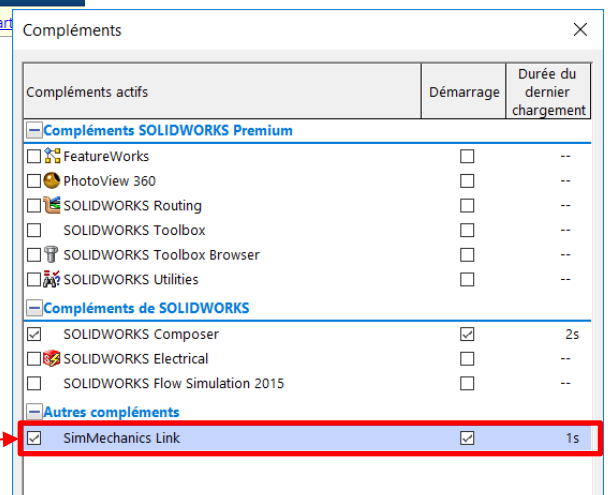 art
Compléments
Compléments actifs Démarrage Durée du dernier chargement
Compléments SOLIDWORKS Premium
FeatureWorks --
PhotoView 360 --
SOLIDWORKS Routing --
SOLIDWORKS Toolbox --
SOLIDWORKS Toolbox Browser --
SOLIDWORKS Utilities --
Compléments de SOLIDWORKS
SOLIDWORKS Composer 2s
SOLIDWORKS Electrical --
SOLIDWORKS Flow Simulation 2015 --
Autres compléments
SimMechanics Link 1s